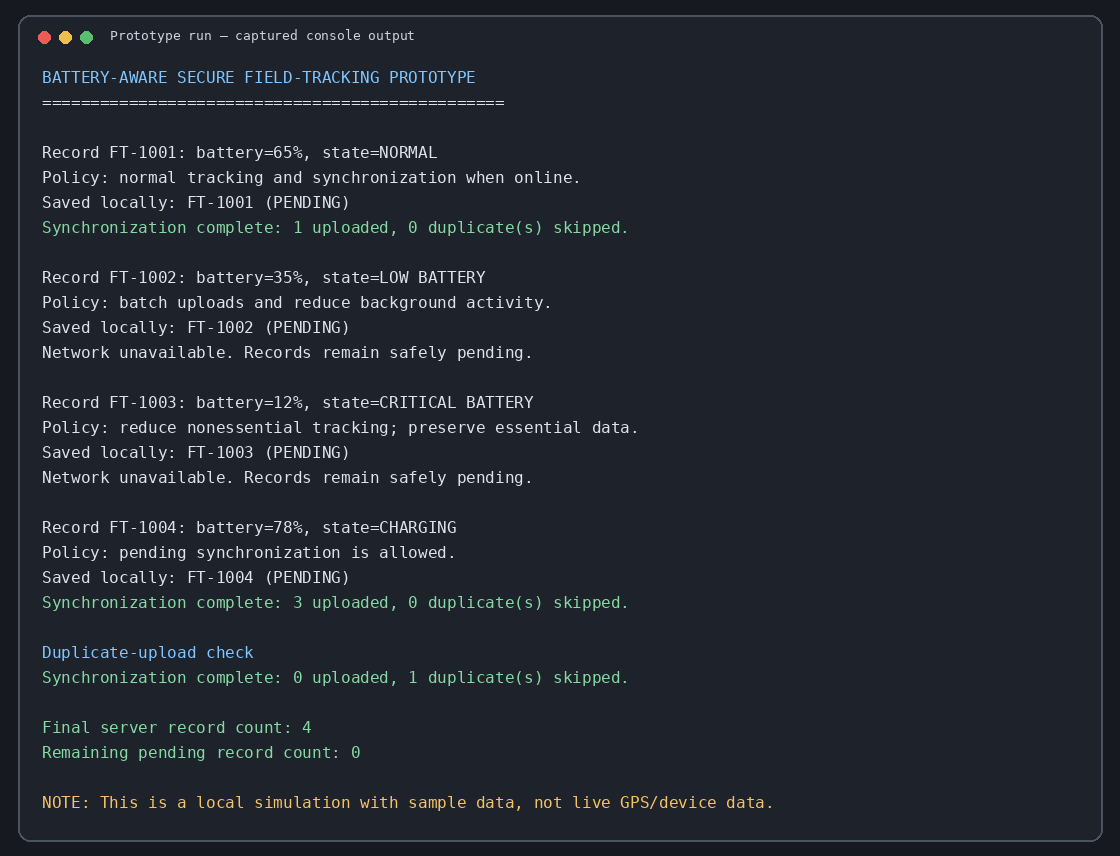 Prototype run — captured console output
BATTERY-AWARE SECURE FIELD-TRACKING PROTOTYPE
================================================
Record FT-1001: battery=65%, state=NORMAL
Policy: normal tracking and synchronization when online.
Saved locally: FT-1001 (PENDING)
Synchronization complete: 1 uploaded, 0 duplicate(s) skipped.
Record FT-1002: battery=35%, state=LOW BATTERY
Policy: batch uploads and reduce background activity.
Saved locally: FT-1002 (PENDING)
Network unavailable. Records remain safely pending.
Record FT-1003: battery=12%, state=CRITICAL BATTERY
Policy: reduce nonessential tracking; preserve essential data.
Saved locally: FT-1003 (PENDING)
Network unavailable. Records remain safely pending.
Record FT-1004: battery=78%, state=CHARGING
Policy: pending synchronization is allowed.
Saved locally: FT-1004 (PENDING)
Synchronization complete: 3 uploaded, 0 duplicate(s) skipped.
Duplicate-upload check
Synchronization complete: 0 uploaded, 1 duplicate(s) skipped.
Final server record count: 4
Remaining pending record count: 0
NOTE: This is a local simulation with sample data, not live GPS/device data.